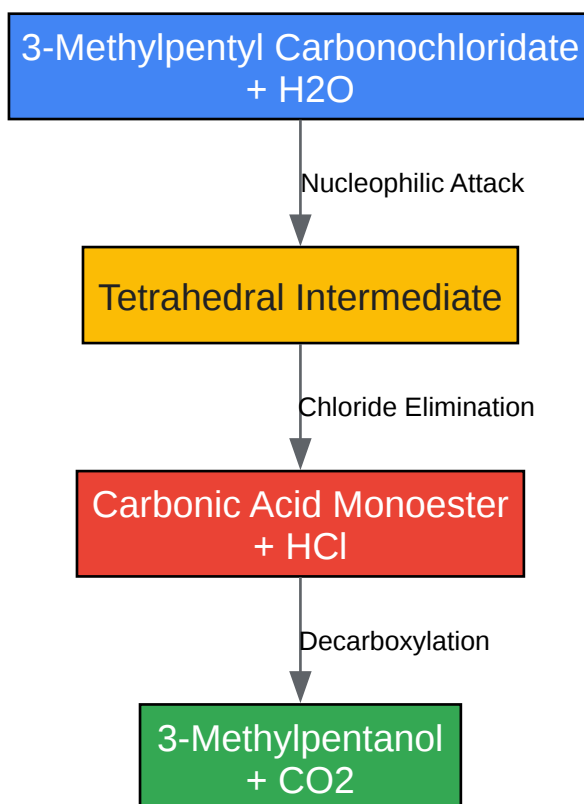 3-Methylpentyl Carbonochloridate
+ H2O
Nucleophilic Attack
Tetrahedral Intermediate
Chloride Elimination
Carbonic Acid Monoester
+ HCl
Decarboxylation
3-Methylpentanol
+ CO2